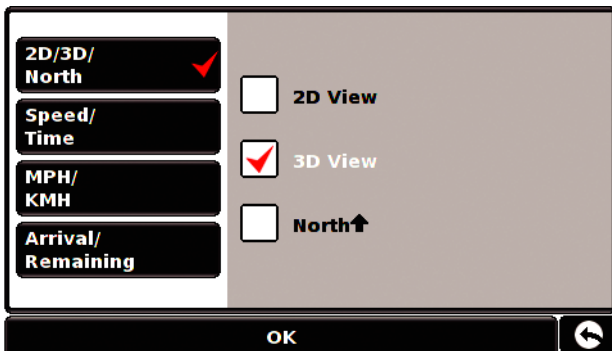 2D/3D/
North
Speed/
Time
MPH/
KMH
Arrival/
Remaining
2D View
3D View
North⬆
OK